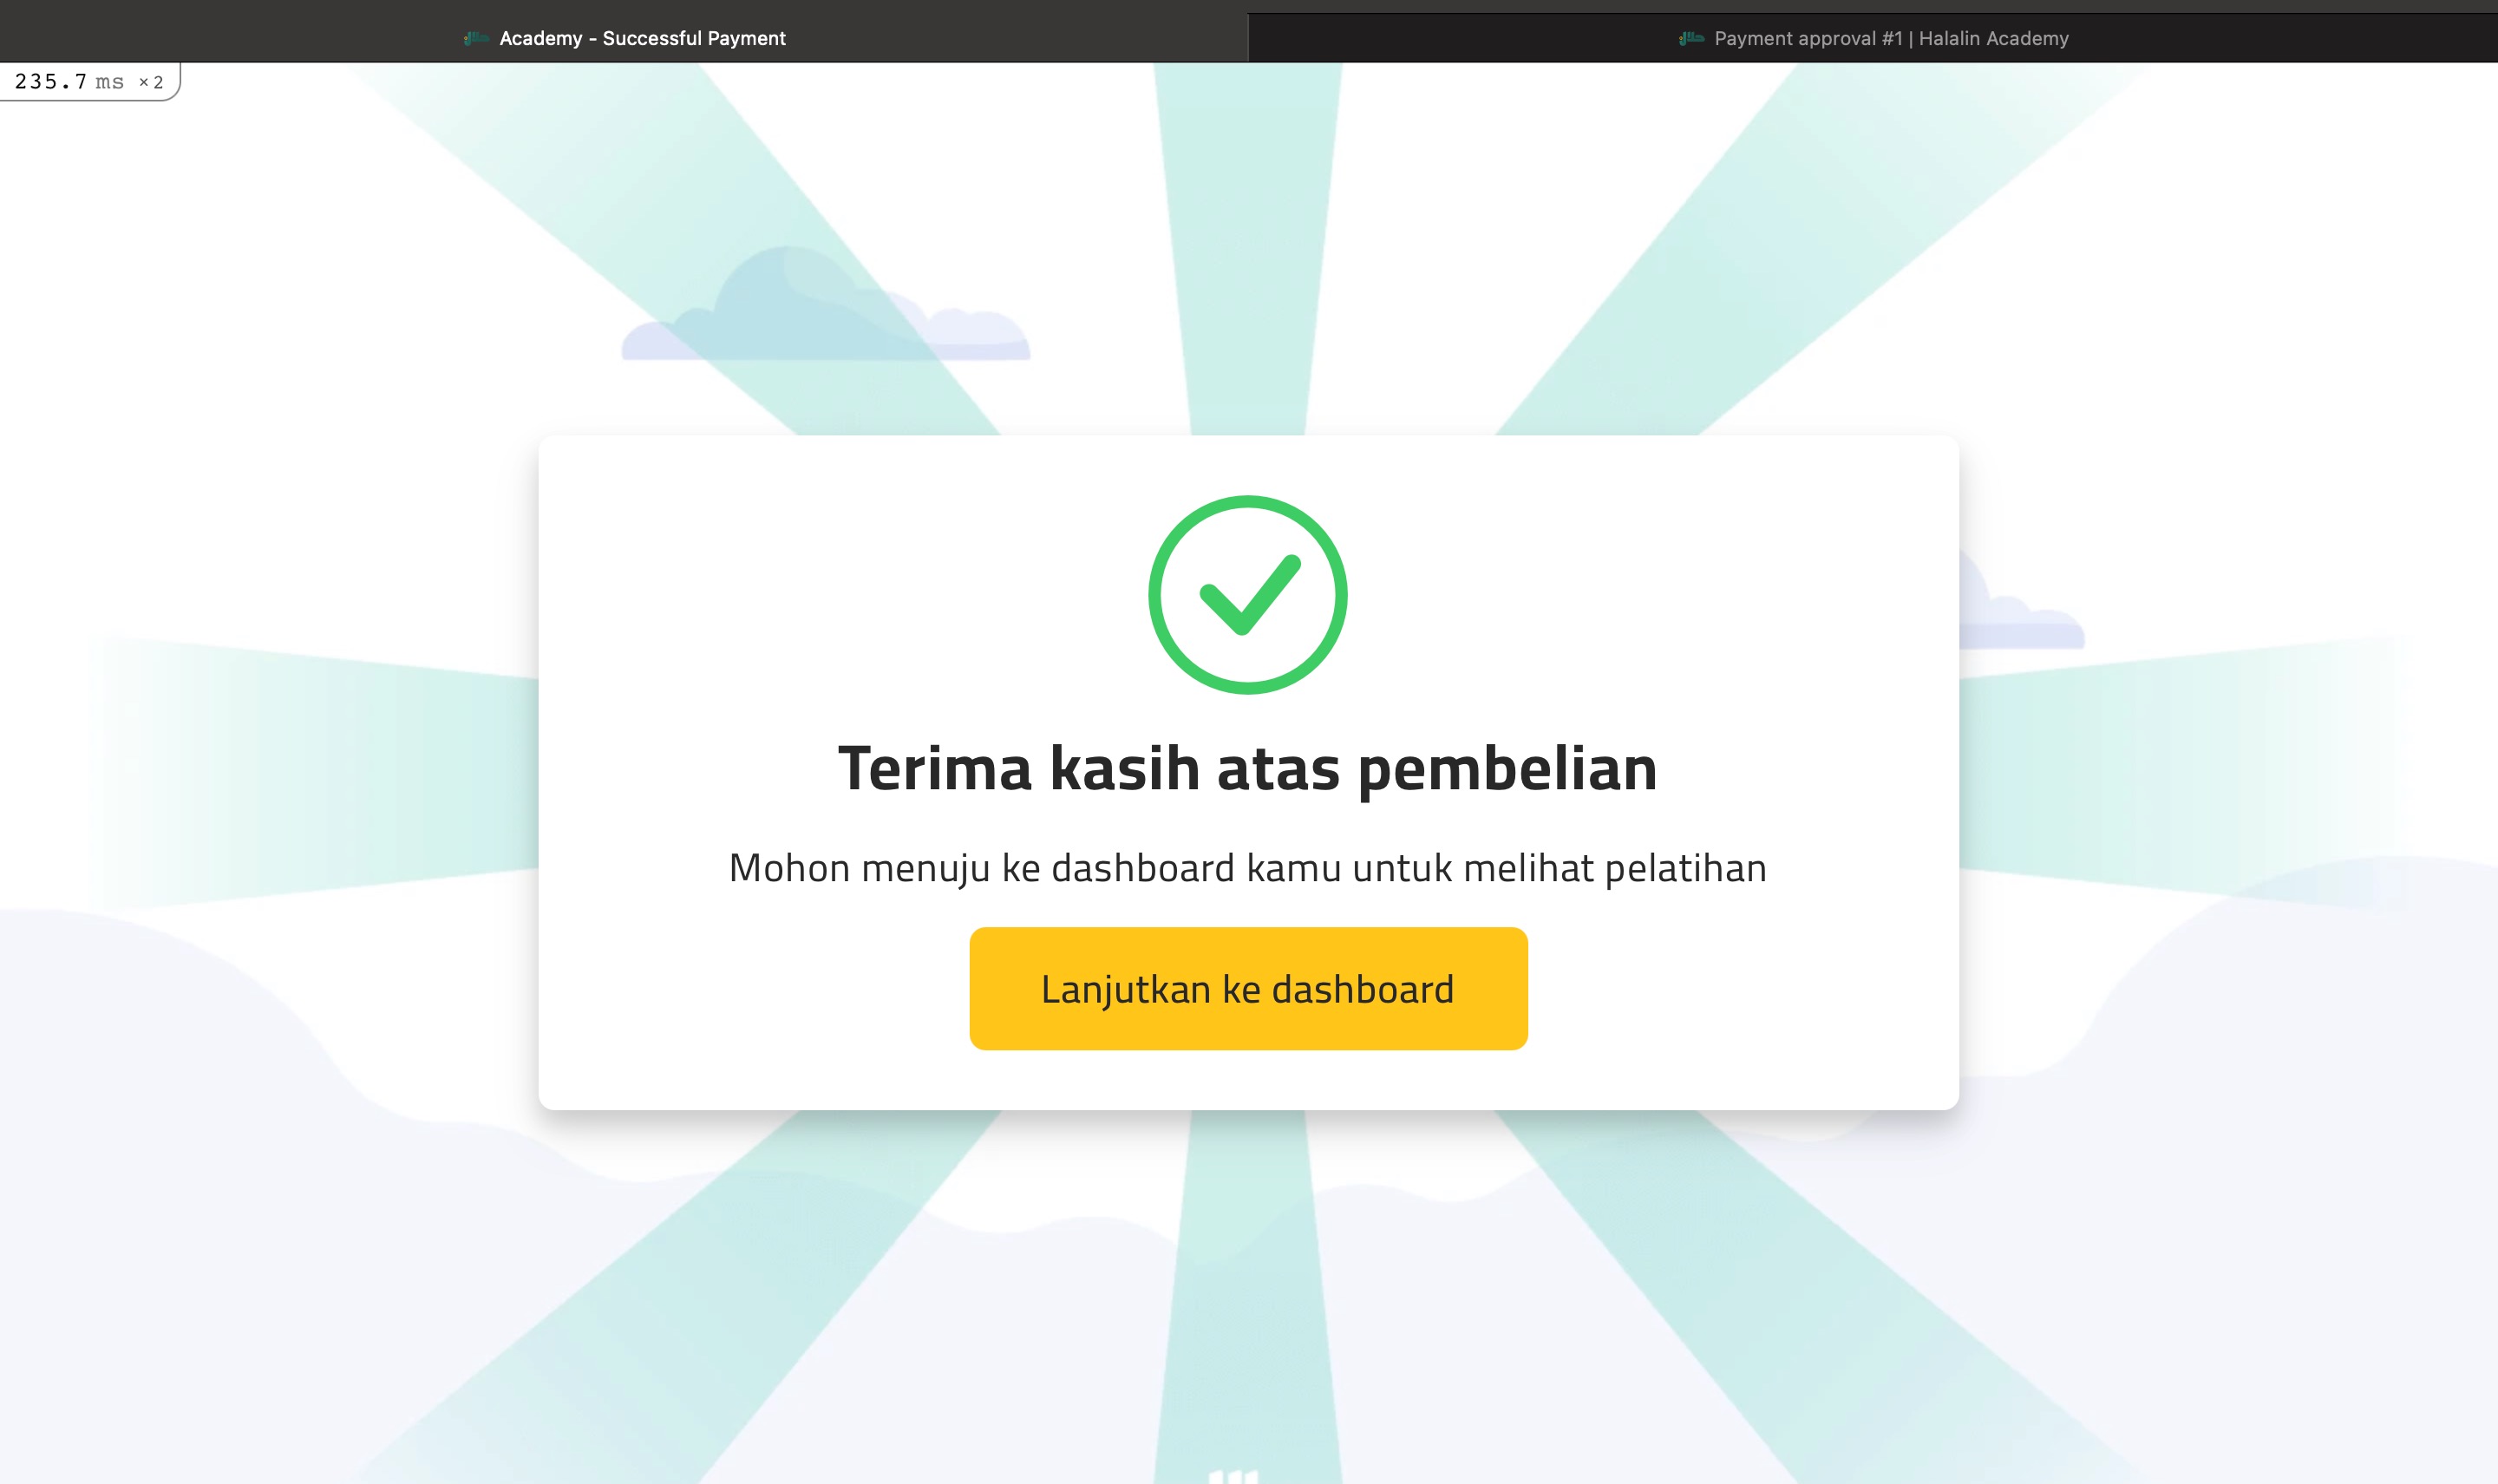 Academy - Successful Payment
Payment approval #1 | Halalin Academy
235.7 ms ×2
Terima kasih atas pembelian
Mohon menuju ke dashboard kamu untuk melihat pelatihan
Lanjutkan ke dashboard